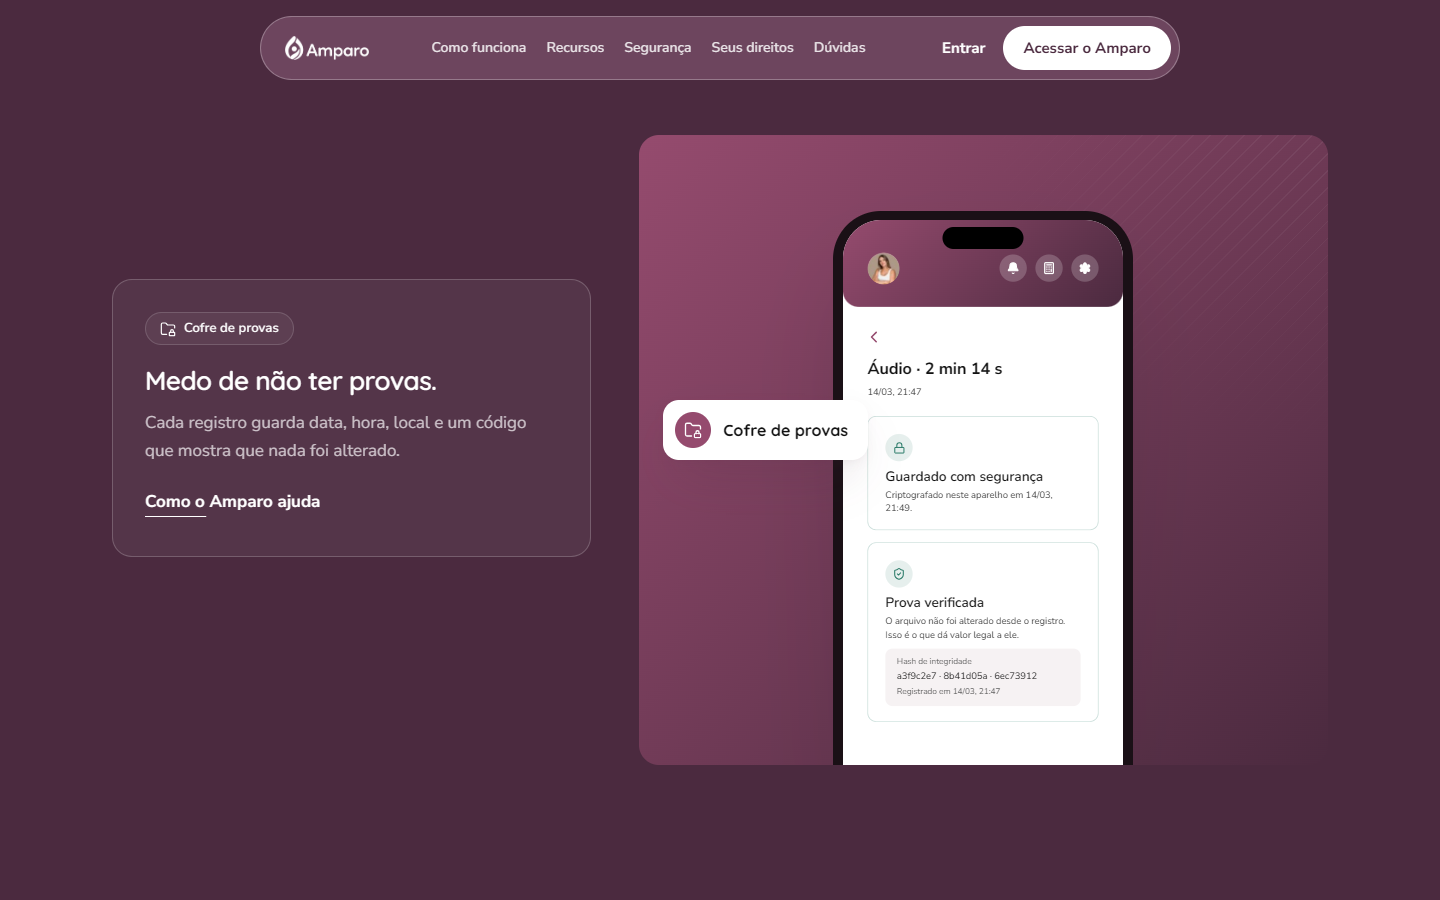 Amparo
Como funciona
Recursos
Segurança
Seus direitos
Dúvidas
Entrar
Acessar o Amparo
Cofre de provas
Medo de não ter provas.
Cada registro guarda data, hora, local e um código
que mostra que nada foi alterado.
Como o Amparo ajuda
Cofre de provas
Áudio · 2 min 14 s
14/03, 21:47
Guardado com segurança
Criptografado neste aparelho em 14/03,
21:49.
Prova verificada
O arquivo não foi alterado desde o registro.
Isso é o que dá valor legal a ele.
Hash de integridade
a3f9c2e7 · 8b41d05a · 6ec73912
Registrado em 14/03, 21:47